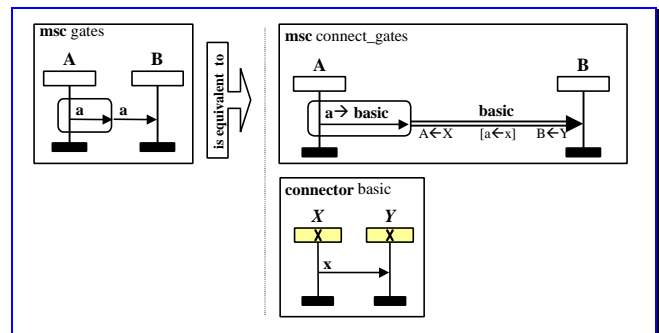 msc gates
A B
a a
is equivalent to
msc connect_gates
A B
a→ basic
basic
A←X [a←x] B←Y
connector basic
X Y
X X
x